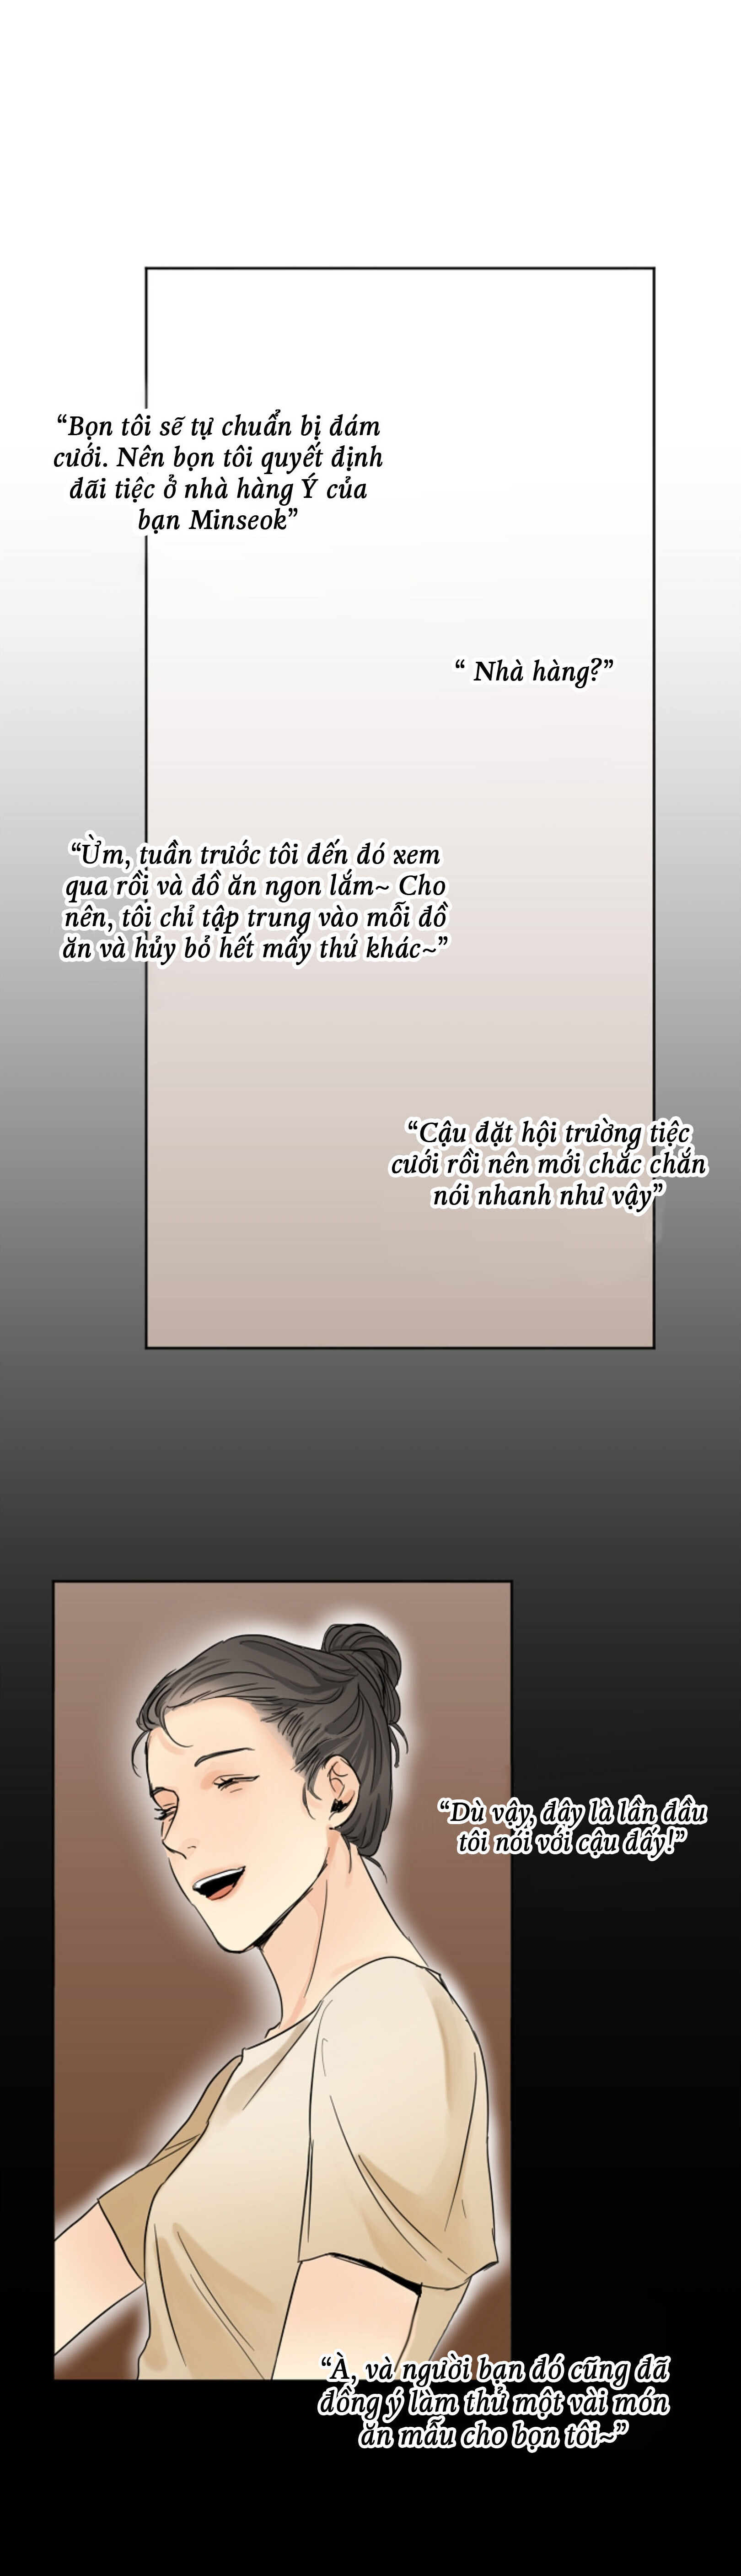 “Bọn tôi sẽ tự chuẩn bị đám
cưới. Nên bọn tôi quyết định
đãi tiệc ở nhà hàng Ý của
bạn Minseok”
“ Nhà hàng?”
“Ừm, tuần trước tôi đến đó xem
qua rồi và đồ ăn ngon lắm~ Cho
nên, tôi chỉ tập trung vào mỗi đồ
ăn và hủy bỏ hết mấy thứ khác~”
“Cậu đặt hội trường tiệc
cưới rồi nên mới chắc chắn
nói nhanh như vậy”
“Dù vậy, đây là lần đầu
tôi nói với cậu đấy!”
“À, và người bạn đó cũng đã
đồng ý làm thử một vài món
ăn mẫu cho bọn tôi~”